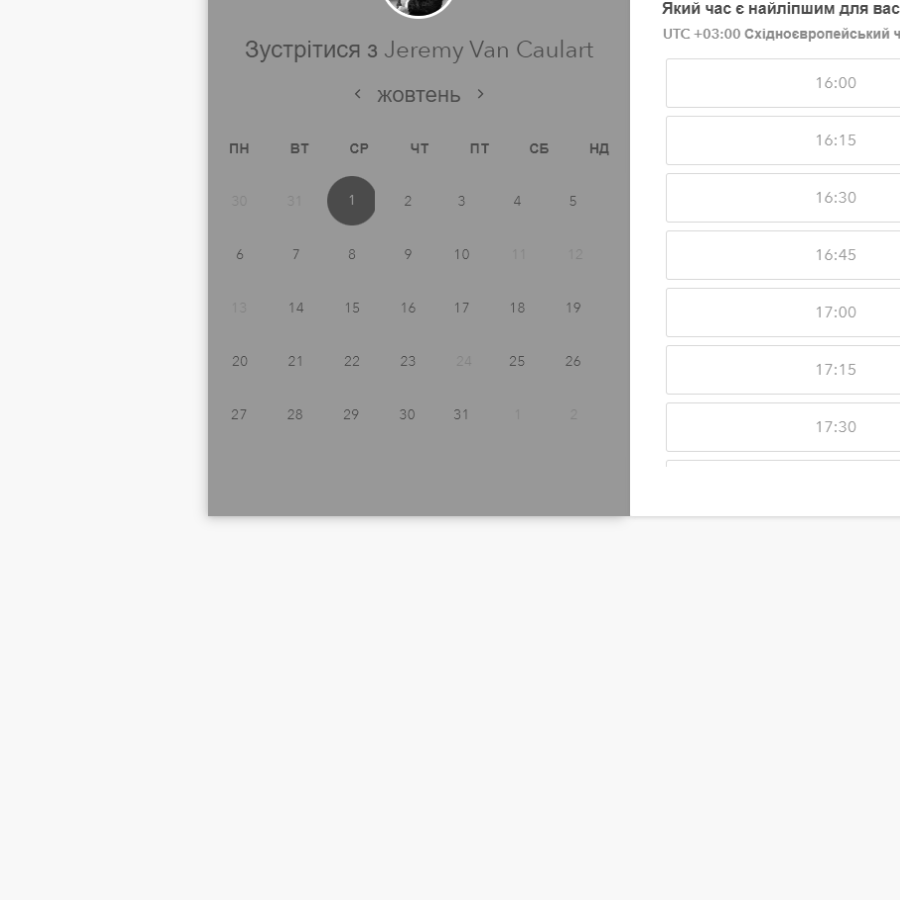 Зустрітися з Jeremy Van Caulart
жовтень
ПН ВТ СР ЧТ ПТ СБ НД
30 31 1 2 3 4 5
6 7 8 9 10 11 12
13 14 15 16 17 18 19
20 21 22 23 24 25 26
27 28 29 30 31 1 2
Який час є найліпшим для вас
UTC +03:00 Східноєвропейський
16:00
16:15
16:30
16:45
17:00
17:15
17:30